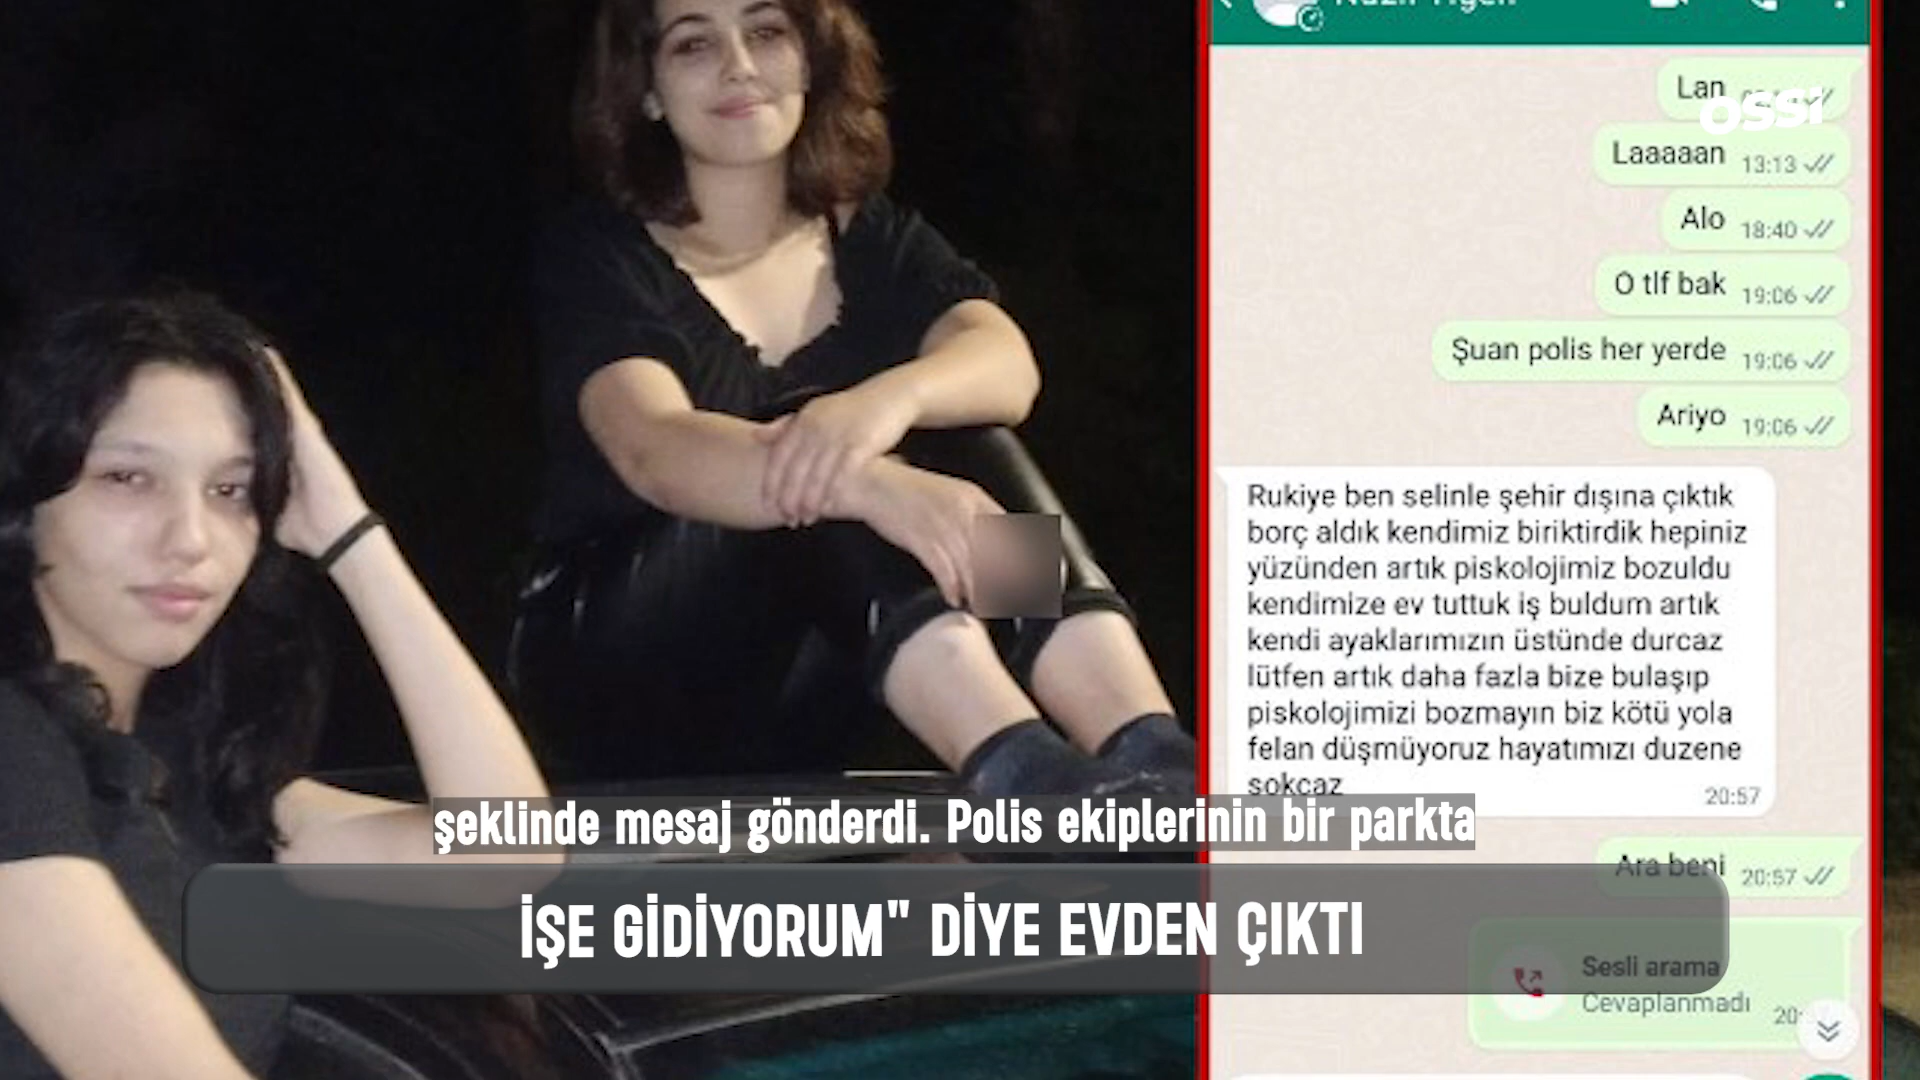 Lan
ossi
Laaaaan 13:13
Alo 18:40
O tlf bak 19:06
Şuan polis her yerde 19:06
Ariyo 19:06
Rukiye ben selinle şehir dışına çıktık
borç aldık kendimiz biriktirdik hepiniz
yüzünden artık piskolojimiz bozuldu
kendimize ev tuttuk iş buldum artık
kendi ayaklarımızın üstünde durcaz
lütfen artık daha fazla bize bulaşıp
piskolojimizi bozmayın biz kötü yola
felan düşmüyoruz hayatımızı duzene
sokcaz 20:57
şeklinde mesaj gönderdi. Polis ekiplerinin bir parkta
Ara beni 20:57
İŞE GİDİYORUM" DİYE EVDEN ÇIKTI
Sesli arama
Cevaplanmadı